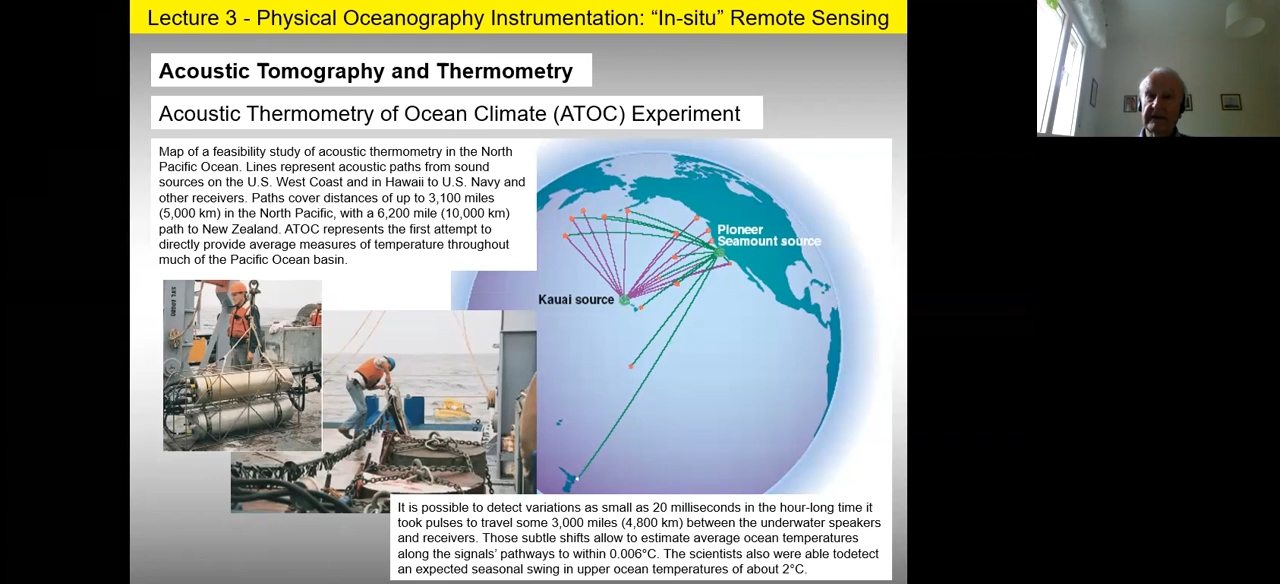 Lecture 3 - Physical Oceanography Instrumentation: “In-situ” Remote Sensing
Acoustic Tomography and Thermometry
Acoustic Thermometry of Ocean Climate (ATOC) Experiment
Map of a feasibility study of acoustic thermometry in the North
Pacific Ocean. Lines represent acoustic paths from sound
sources on the U.S. West Coast and in Hawaii to U.S. Navy and
other receivers. Paths cover distances of up to 3,100 miles
(5,000 km) in the North Pacific, with a 6,200 mile (10,000 km)
path to New Zealand. ATOC represents the first attempt to
directly provide average measures of temperature throughout
much of the Pacific Ocean basin.
Pioneer
Seamount source
Kauai source
It is possible to detect variations as small as 20 milliseconds in the hour-long time it
took pulses to travel some 3,000 miles (4,800 km) between the underwater speakers
and receivers. Those subtle shifts allow to estimate average ocean temperatures
along the signals’ pathways to within 0.006°C. The scientists also were able todetect
an expected seasonal swing in upper ocean temperatures of about 2°C.